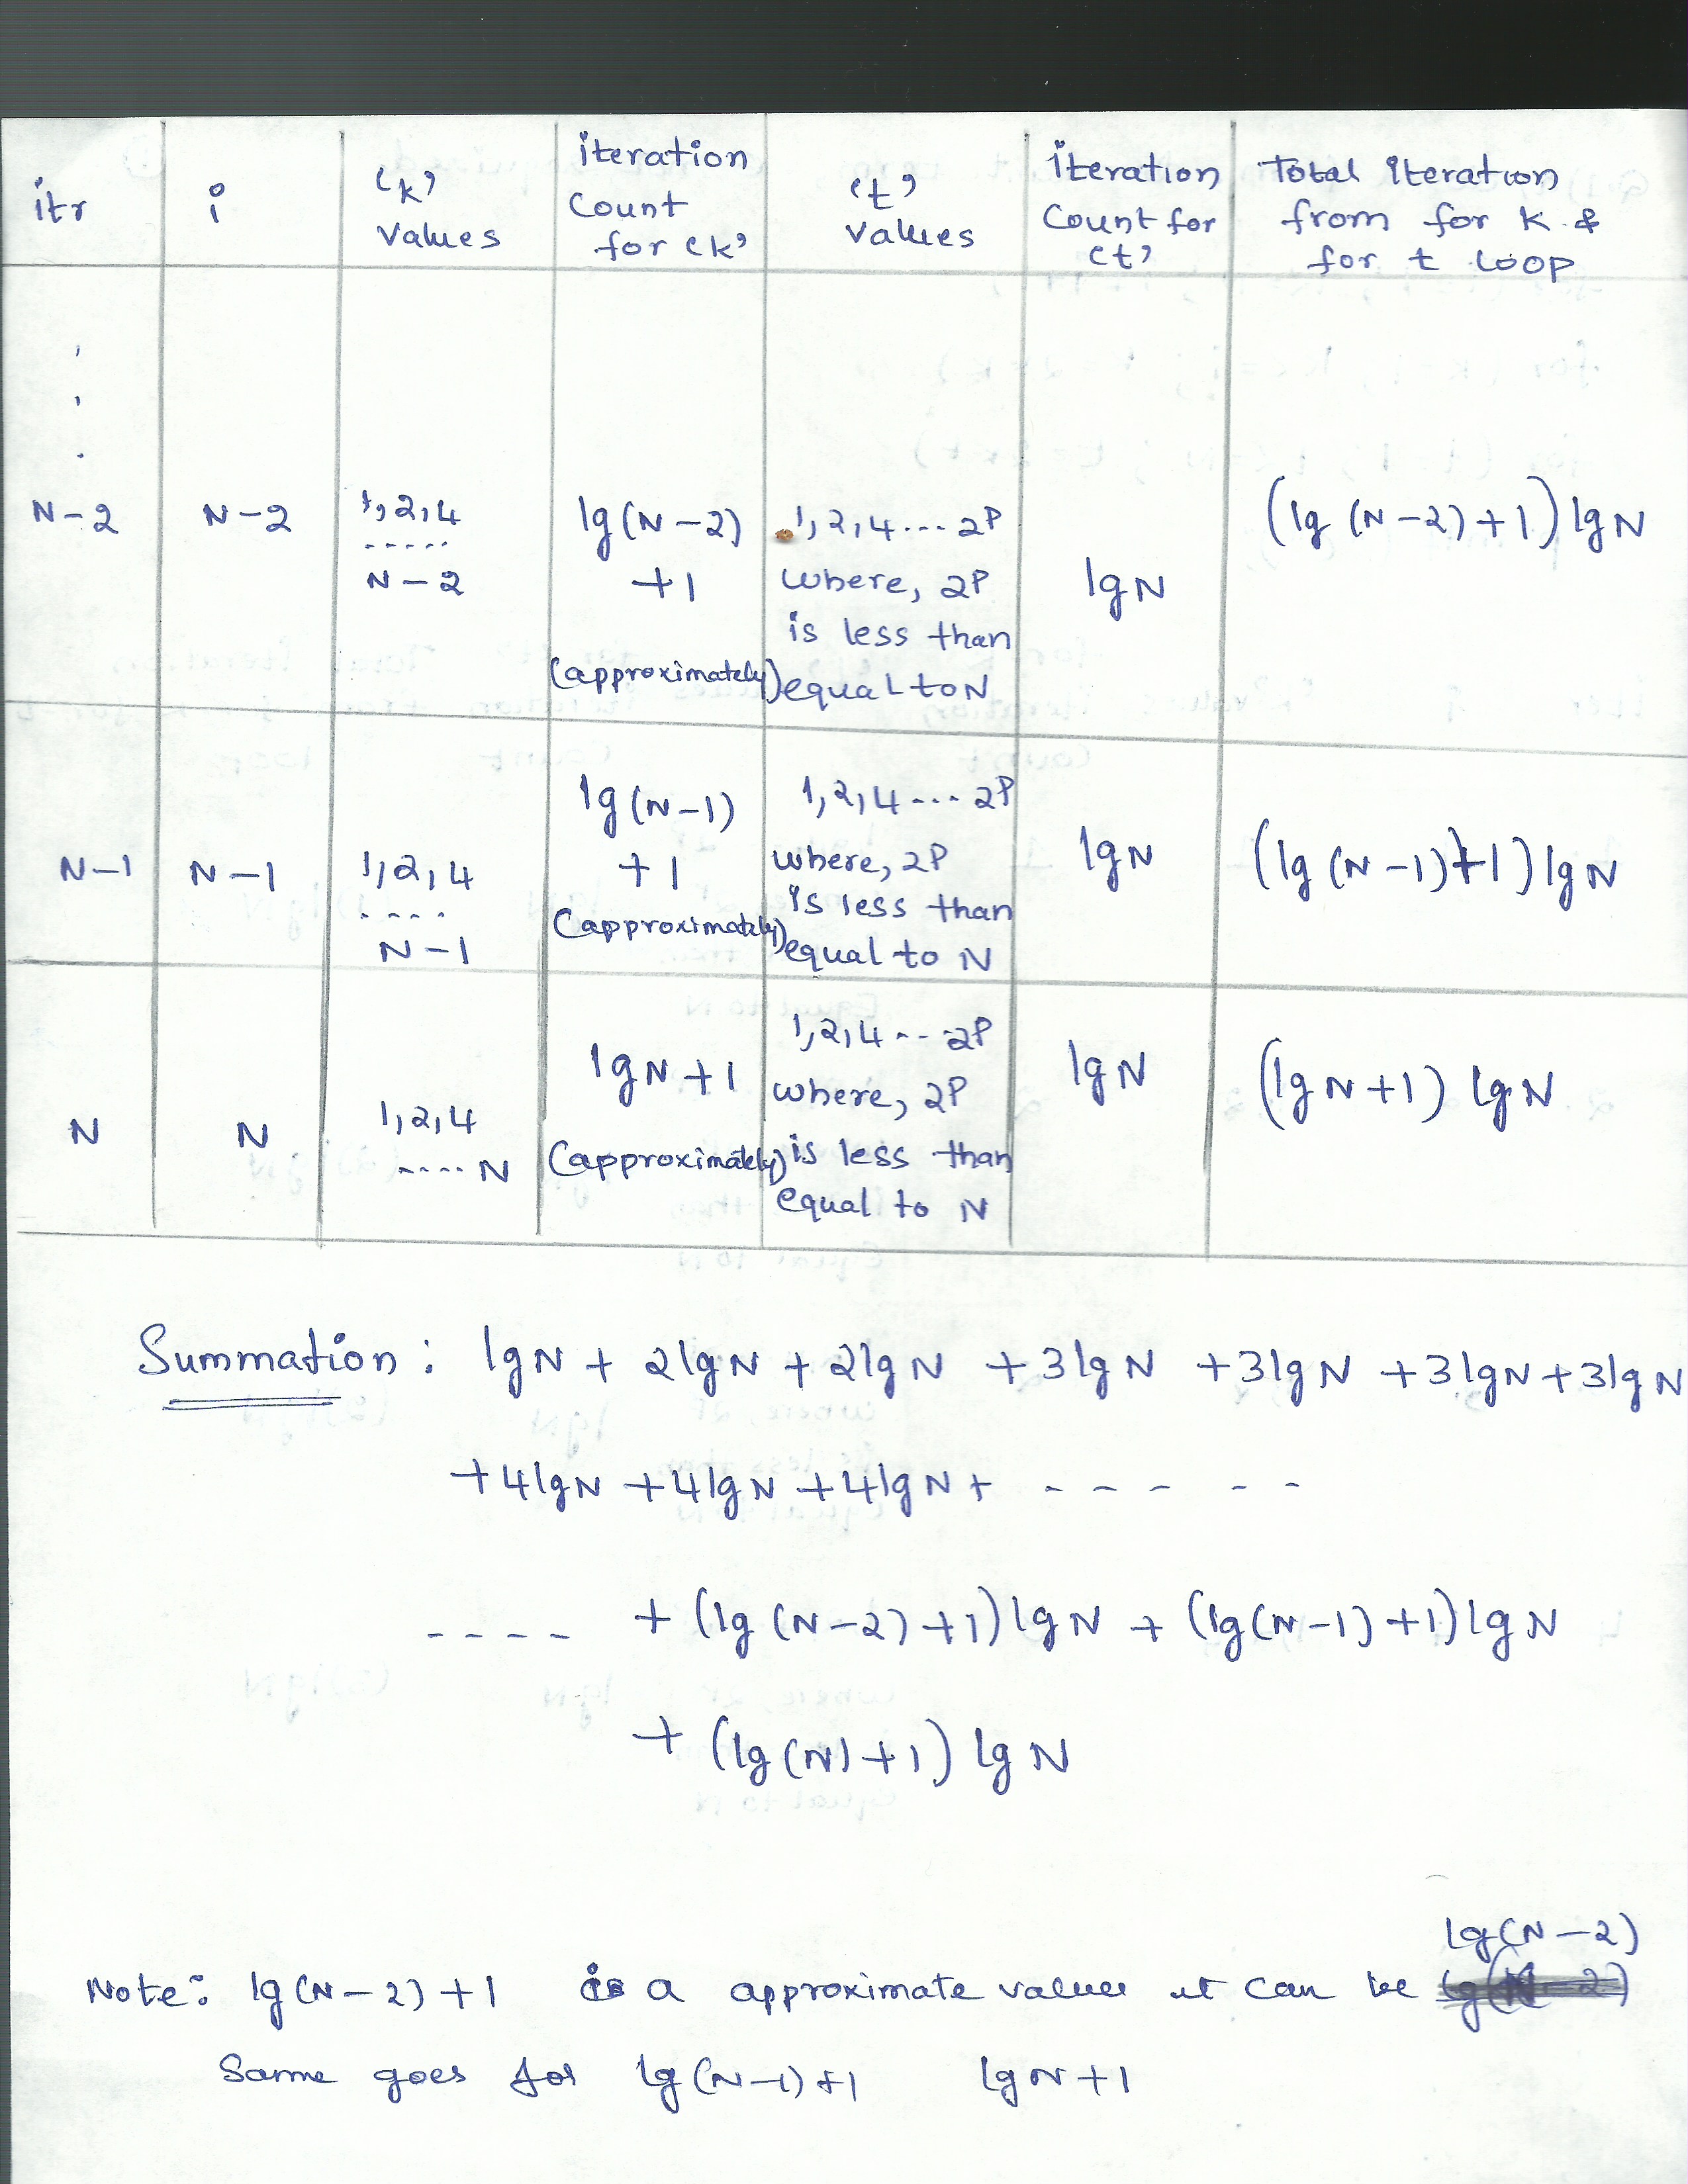 itr
i
'k'
values
iteration
Count
for 'k'
't'
values
iteration
Count for
't'
Total iteration
from for k &
for t loop
N-2
N-2
1,2,4
.....
N-2
lg(N-2)
+1
(approximately)
1,2,4...2P
where, 2P
is less than
equal to N
lgN
(lg(N-2)+1)lgN
N-1
N-1
1,2,4
....
N-1
lg(N-1)
+1
(approximately)
1,2,4...2P
where, 2P
is less than
equal to N
lgN
(lg(N-1)+1)lgN
N
N
1,2,4
....N
lgN+1
(approximately)
1,2,4...2P
where, 2P
is less than
equal to N
lgN
(lgN+1) lgN
Summation: lgN + 2lgN + 2lgN +3lgN +3lgN +3lgN+3lgN
+4lgN +4lgN +4lgN+ - - - - -
---- + (lg(N-2)+1)lgN + (lg(N-1)+1)lgN
+ (lg(N)+1) lgN
lg(N-2)
Note: lg(N-2)+1 is a approximate value it can be
Same goes for lg(N-1)+1 lgN+1